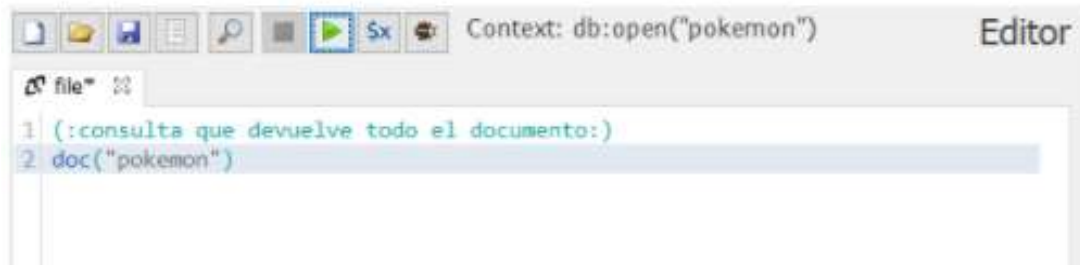 $x Context: db:open("pokemon") Editor
file*
1 (:consulta que devuelve todo el documento:)
2 doc("pokemon")